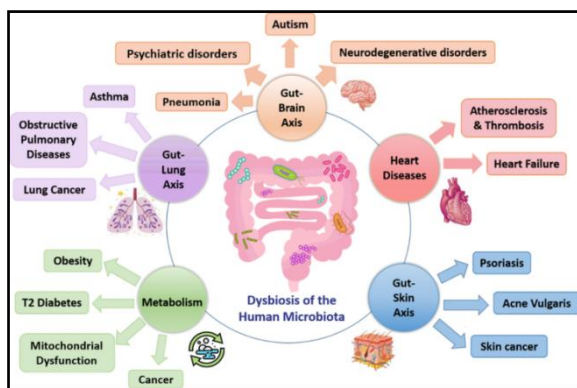 Autism
Psychiatric disorders
Neurodegenerative disorders
Pneumonia
Gut-
Brain
Axis
Asthma
Obstructive
Pulmonary
Diseases
Lung Cancer
Gut-
Lung
Axis
Atherosclerosis
& Thrombosis
Heart
Diseases
Heart Failure
Obesity
T2 Diabetes
Mitochondrial
Dysfunction
Cancer
Metabolism
Dysbiosis of the
Human Microbiota
Gut-
Skin
Axis
Psoriasis
Acne Vulgaris
Skin cancer